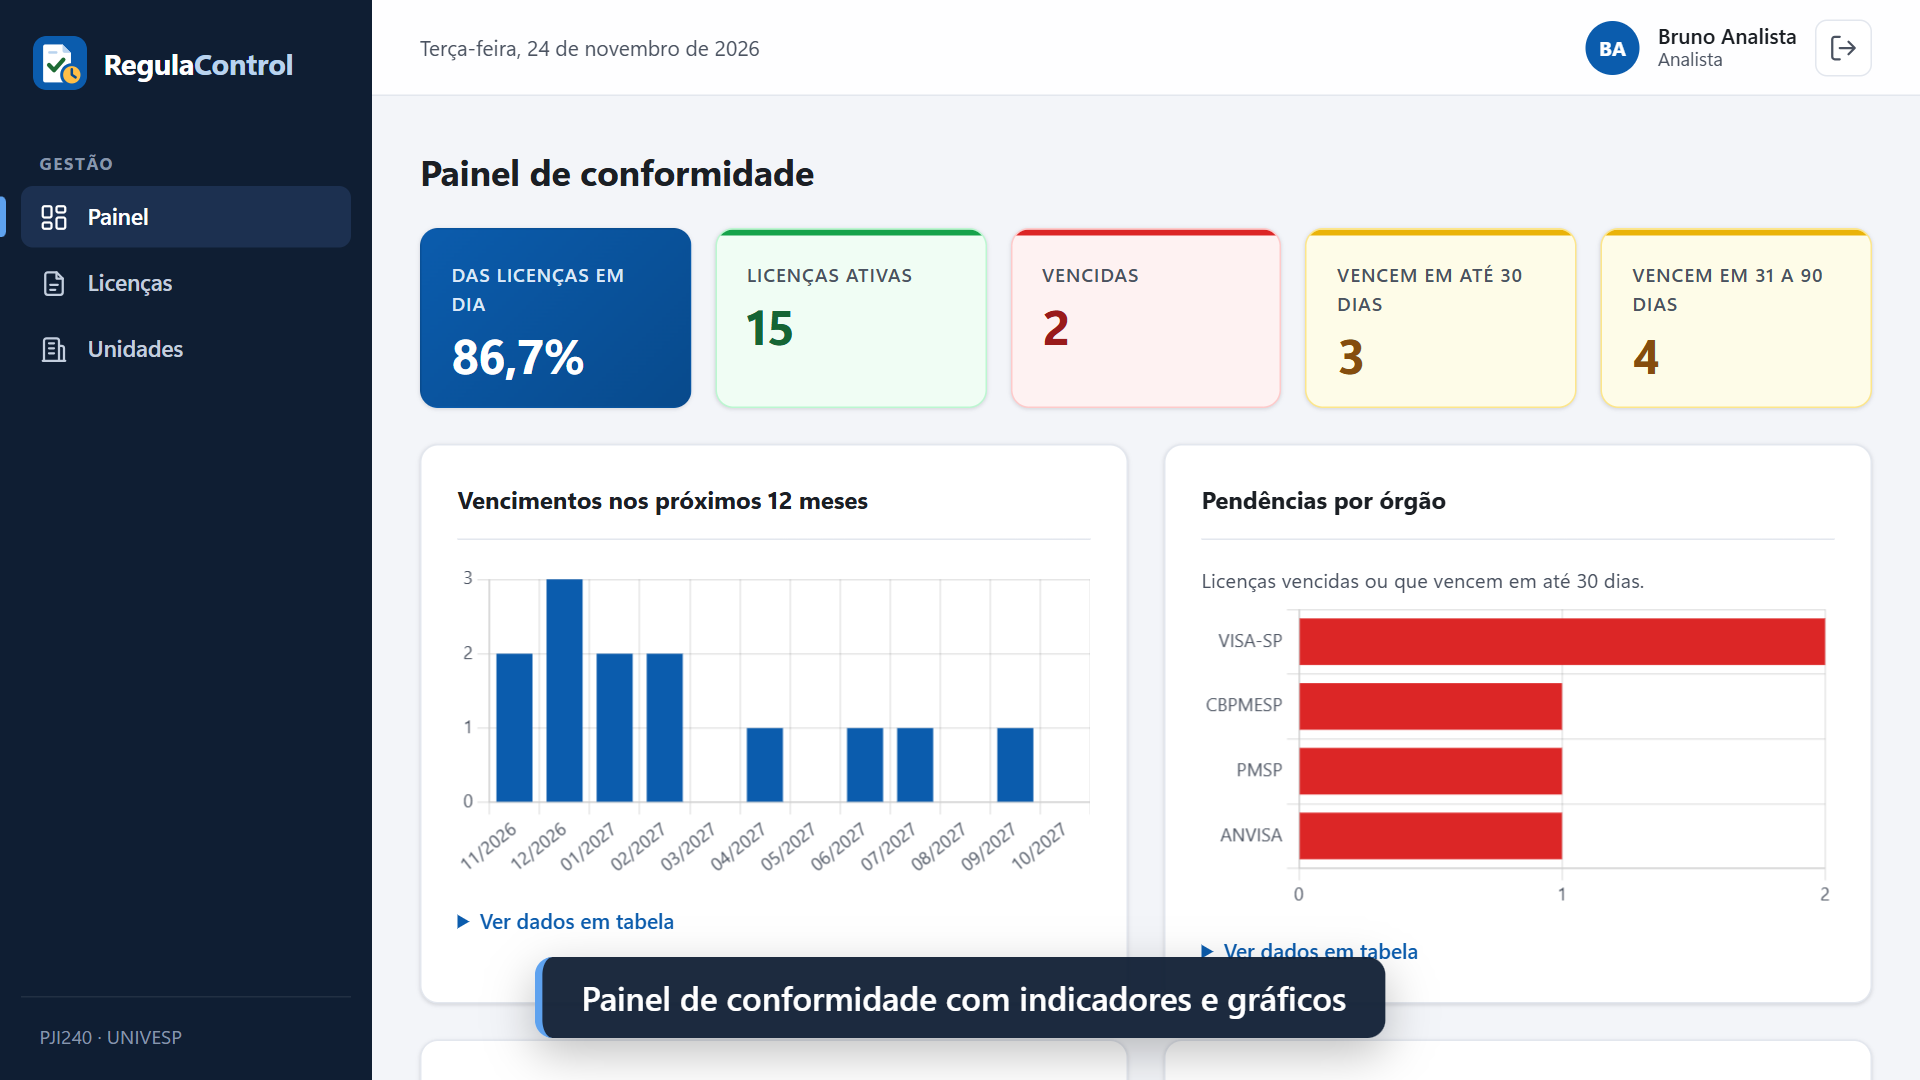 RegulaControl
GESTÃO
Painel
Licenças
Unidades
PJI240 · UNIVESP
Terça-feira, 24 de novembro de 2026
BA
Bruno Analista
Analista
Painel de conformidade
DAS LICENÇAS EM
DIA
86,7%
LICENÇAS ATIVAS
15
VENCIDAS
2
VENCEM EM ATÉ 30
DIAS
3
VENCEM EM 31 A 90
DIAS
4
Vencimentos nos próximos 12 meses
3
2
1
0
11/2026
12/2026
01/2027
02/2027
03/2027
04/2027
05/2027
06/2027
07/2027
08/2027
09/2027
10/2027
Ver dados em tabela
Pendências por órgão
Licenças vencidas ou que vencem em até 30 dias.
VISA-SP
CBPMESP
PMSP
ANVISA
0
1
2
Ver dados em tabela
Painel de conformidade com indicadores e gráficos